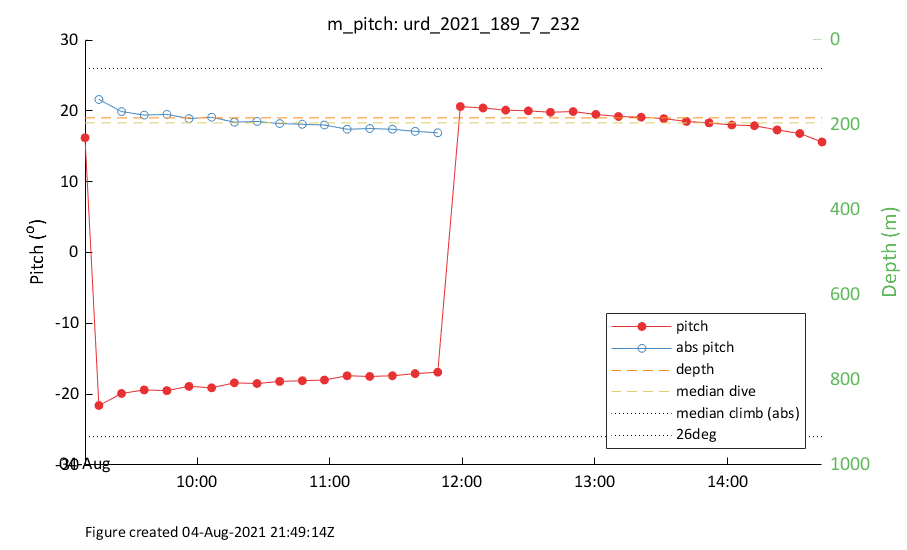 m_pitch: urd_2021_189_7_232
30
20
10
0
-10
-20
-30
Pitch (º)
0
200
400
600
800
1000
Depth (m)
pitch
abs pitch
depth
median dive
median climb (abs)
26deg
04-Aug
10:00
11:00
12:00
13:00
14:00
Figure created 04-Aug-2021 21:49:14Z